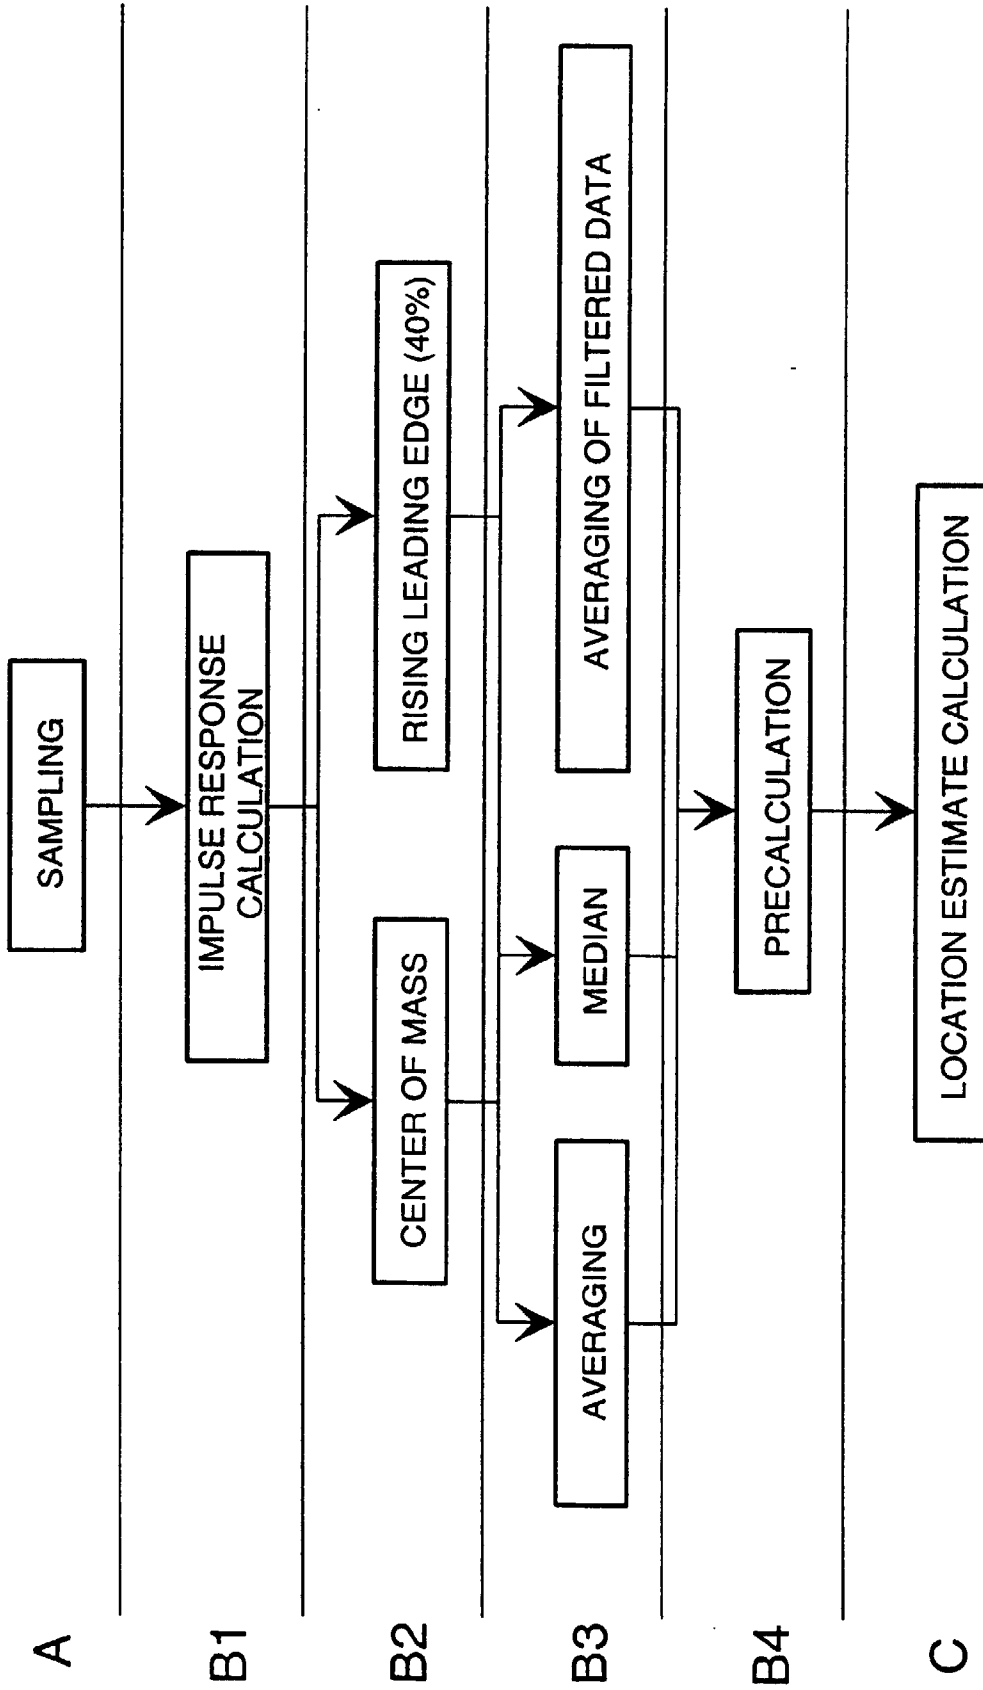 A
SAMPLING
B1
IMPULSE RESPONSE
CALCULATION
B2
CENTER OF MASS
RISING LEADING EDGE (40%)
B3
AVERAGING
MEDIAN
AVERAGING OF FILTERED DATA
B4
PRECALCULATION
C
LOCATION ESTIMATE CALCULATION